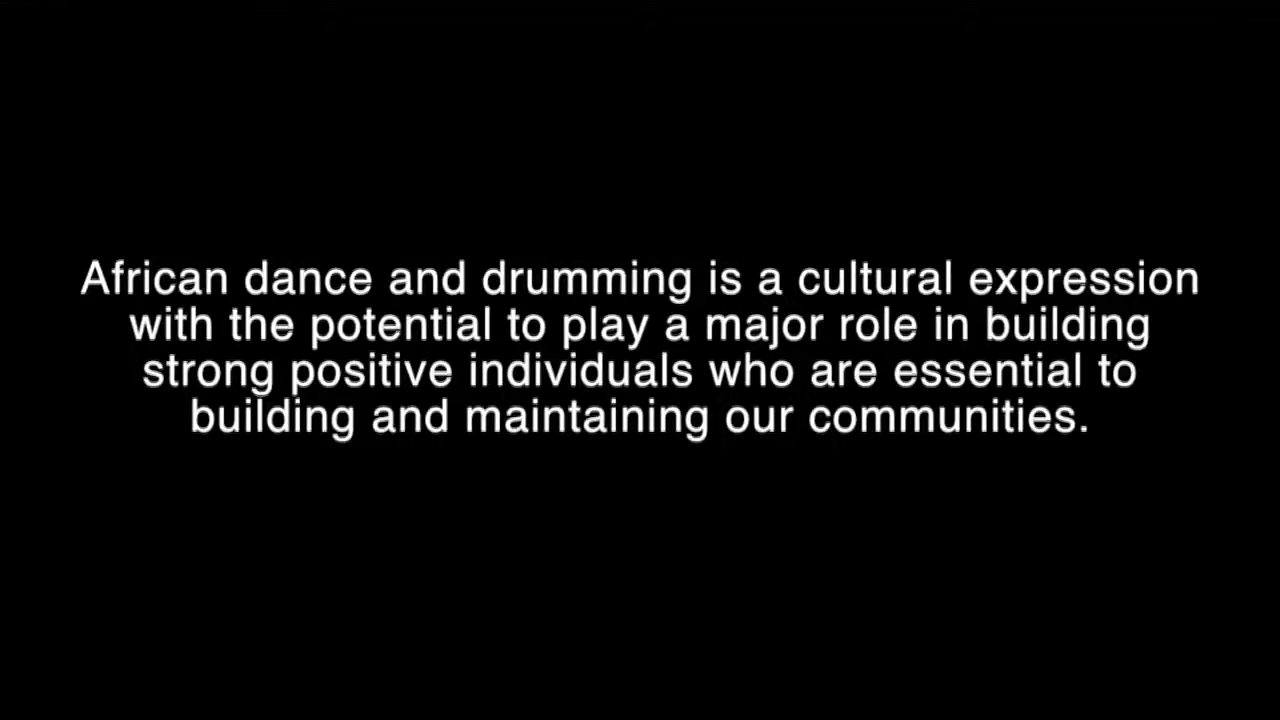 African dance and drumming is a cultural expression
with the potential to play a major role in building
strong positive individuals who are essential to
building and maintaining our communities.